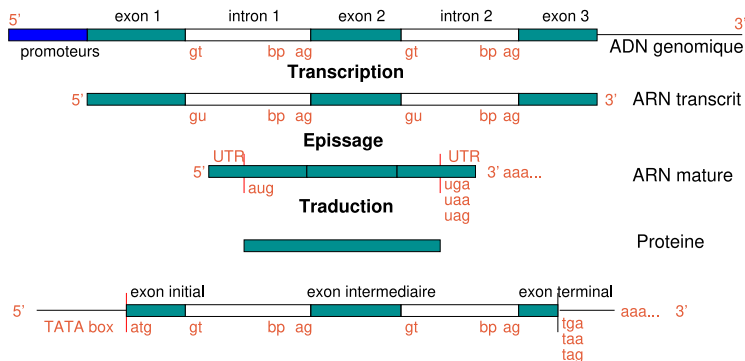 5' exon 1 intron 1 exon 2 intron 2 exon 3 3'
promoteurs gt bp ag gt bp ag ADN genomique
Transcription
5' 3' ARN transcrit
gu bp ag gu bp ag
Epissage
UTR UTR
5' 3' aaa...
aug uga ARN mature
uaa
uag
Traduction
Proteine
exon initial exon intermediaire exon terminal
5' aaa... 3'
TATA box atg gt bp ag gt bp ag tga
taa
tag